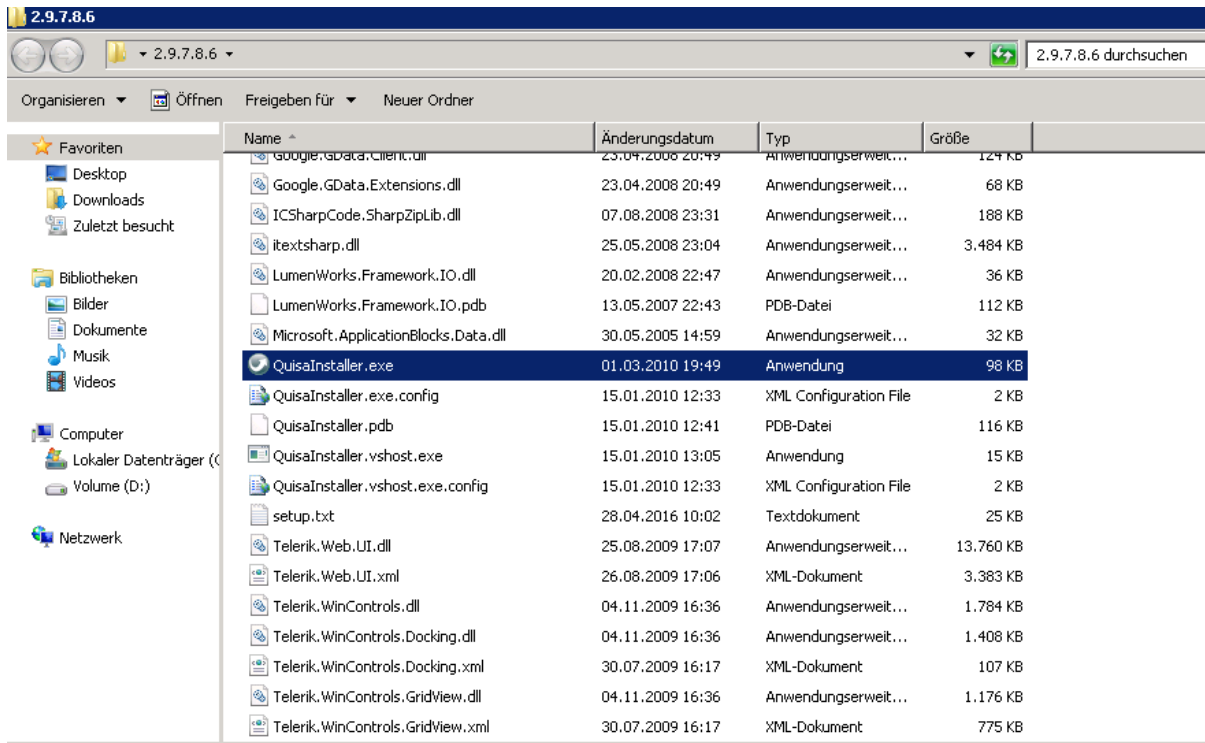 2.9.7.8.6
2.9.7.8.6 2.9.7.8.6 durchsuchen
Organisieren Öffnen Freigeben für Neuer Ordner
Favoriten
Desktop
Downloads
Zuletzt besucht
Bibliotheken
Bilder
Dokumente
Musik
Videos
Computer
Lokaler Datenträger (C
Volume (D:)
Netzwerk
Name Änderungsdatum Typ Größe
Google.GData.Client.dll 23.04.2008 20:49 Anwendungserweit... 124 KB
Google.GData.Extensions.dll 23.04.2008 20:49 Anwendungserweit... 68 KB
ICSharpCode.SharpZipLib.dll 07.08.2008 23:31 Anwendungserweit... 188 KB
itextsharp.dll 25.05.2008 23:04 Anwendungserweit... 3.484 KB
LumenWorks.Framework.IO.dll 20.02.2008 22:47 Anwendungserweit... 36 KB
LumenWorks.Framework.IO.pdb 13.05.2007 22:43 PDB-Datei 112 KB
Microsoft.ApplicationBlocks.Data.dll 30.05.2005 14:59 Anwendungserweit... 32 KB
QuisaInstaller.exe 01.03.2010 19:49 Anwendung 98 KB
QuisaInstaller.exe.config 15.01.2010 12:33 XML Configuration File 2 KB
QuisaInstaller.pdb 15.01.2010 12:41 PDB-Datei 116 KB
QuisaInstaller.vshost.exe 15.01.2010 13:05 Anwendung 15 KB
QuisaInstaller.vshost.exe.config 15.01.2010 12:33 XML Configuration File 2 KB
setup.txt 28.04.2016 10:02 Textdokument 25 KB
Telerik.Web.UI.dll 25.08.2009 17:07 Anwendungserweit... 13.760 KB
Telerik.Web.UI.xml 26.08.2009 17:06 XML-Dokument 3.383 KB
Telerik.WinControls.dll 04.11.2009 16:36 Anwendungserweit... 1.784 KB
Telerik.WinControls.Docking.dll 04.11.2009 16:36 Anwendungserweit... 1.408 KB
Telerik.WinControls.Docking.xml 30.07.2009 16:17 XML-Dokument 107 KB
Telerik.WinControls.GridView.dll 04.11.2009 16:36 Anwendungserweit... 1.176 KB
Telerik.WinControls.GridView.xml 30.07.2009 16:17 XML-Dokument 775 KB